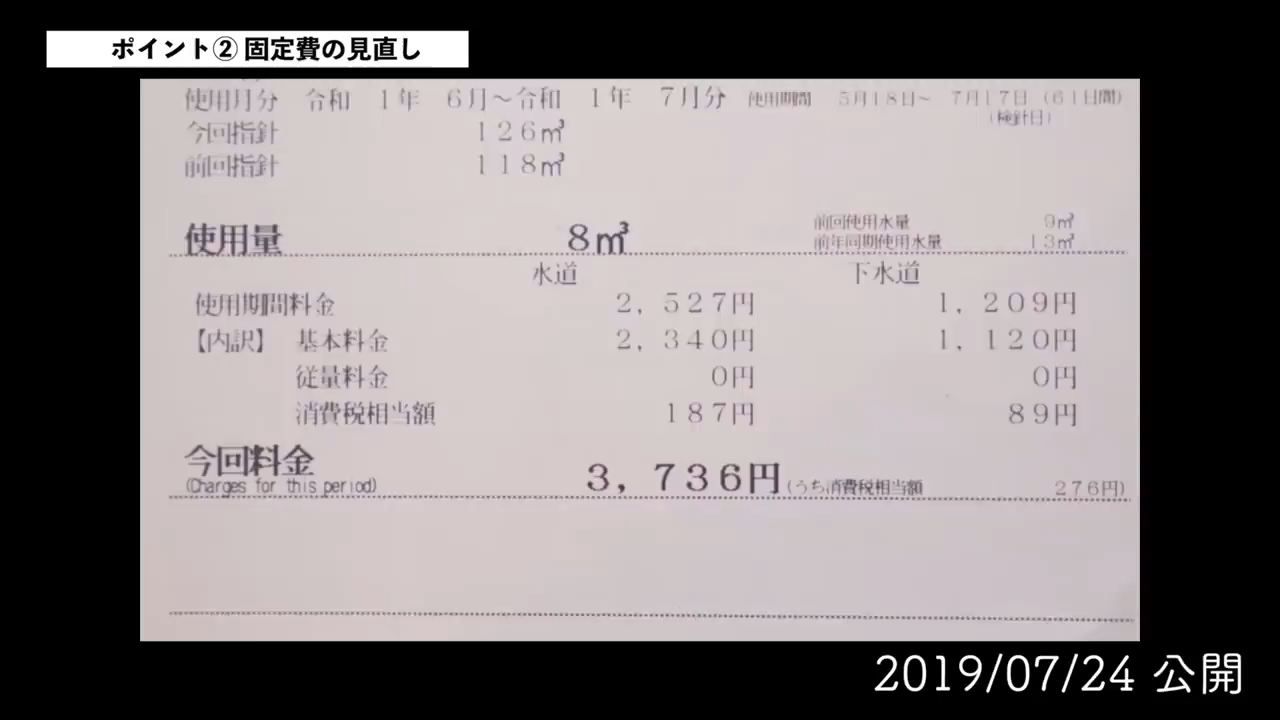 ポイント② 固定費の見直し
使用月分 令和 1年 6月～令和 1年 7月分 使用期間 5月18日～ 7月17日 (61日間)
(検針日)
今回指針 126㎥
前回指針 118㎥
使用量 8㎥ 前回使用水量 9㎥
前年同期使用水量 13㎥
水道 下水道
使用期間料金 2,527円 1,209円
【内訳】 基本料金 2,340円 1,120円
従量料金 0円 0円
消費税相当額 187円 89円
今回料金 3,736円 (うち消費税相当額 276円)
(Charges for this period)
2019/07/24 公開